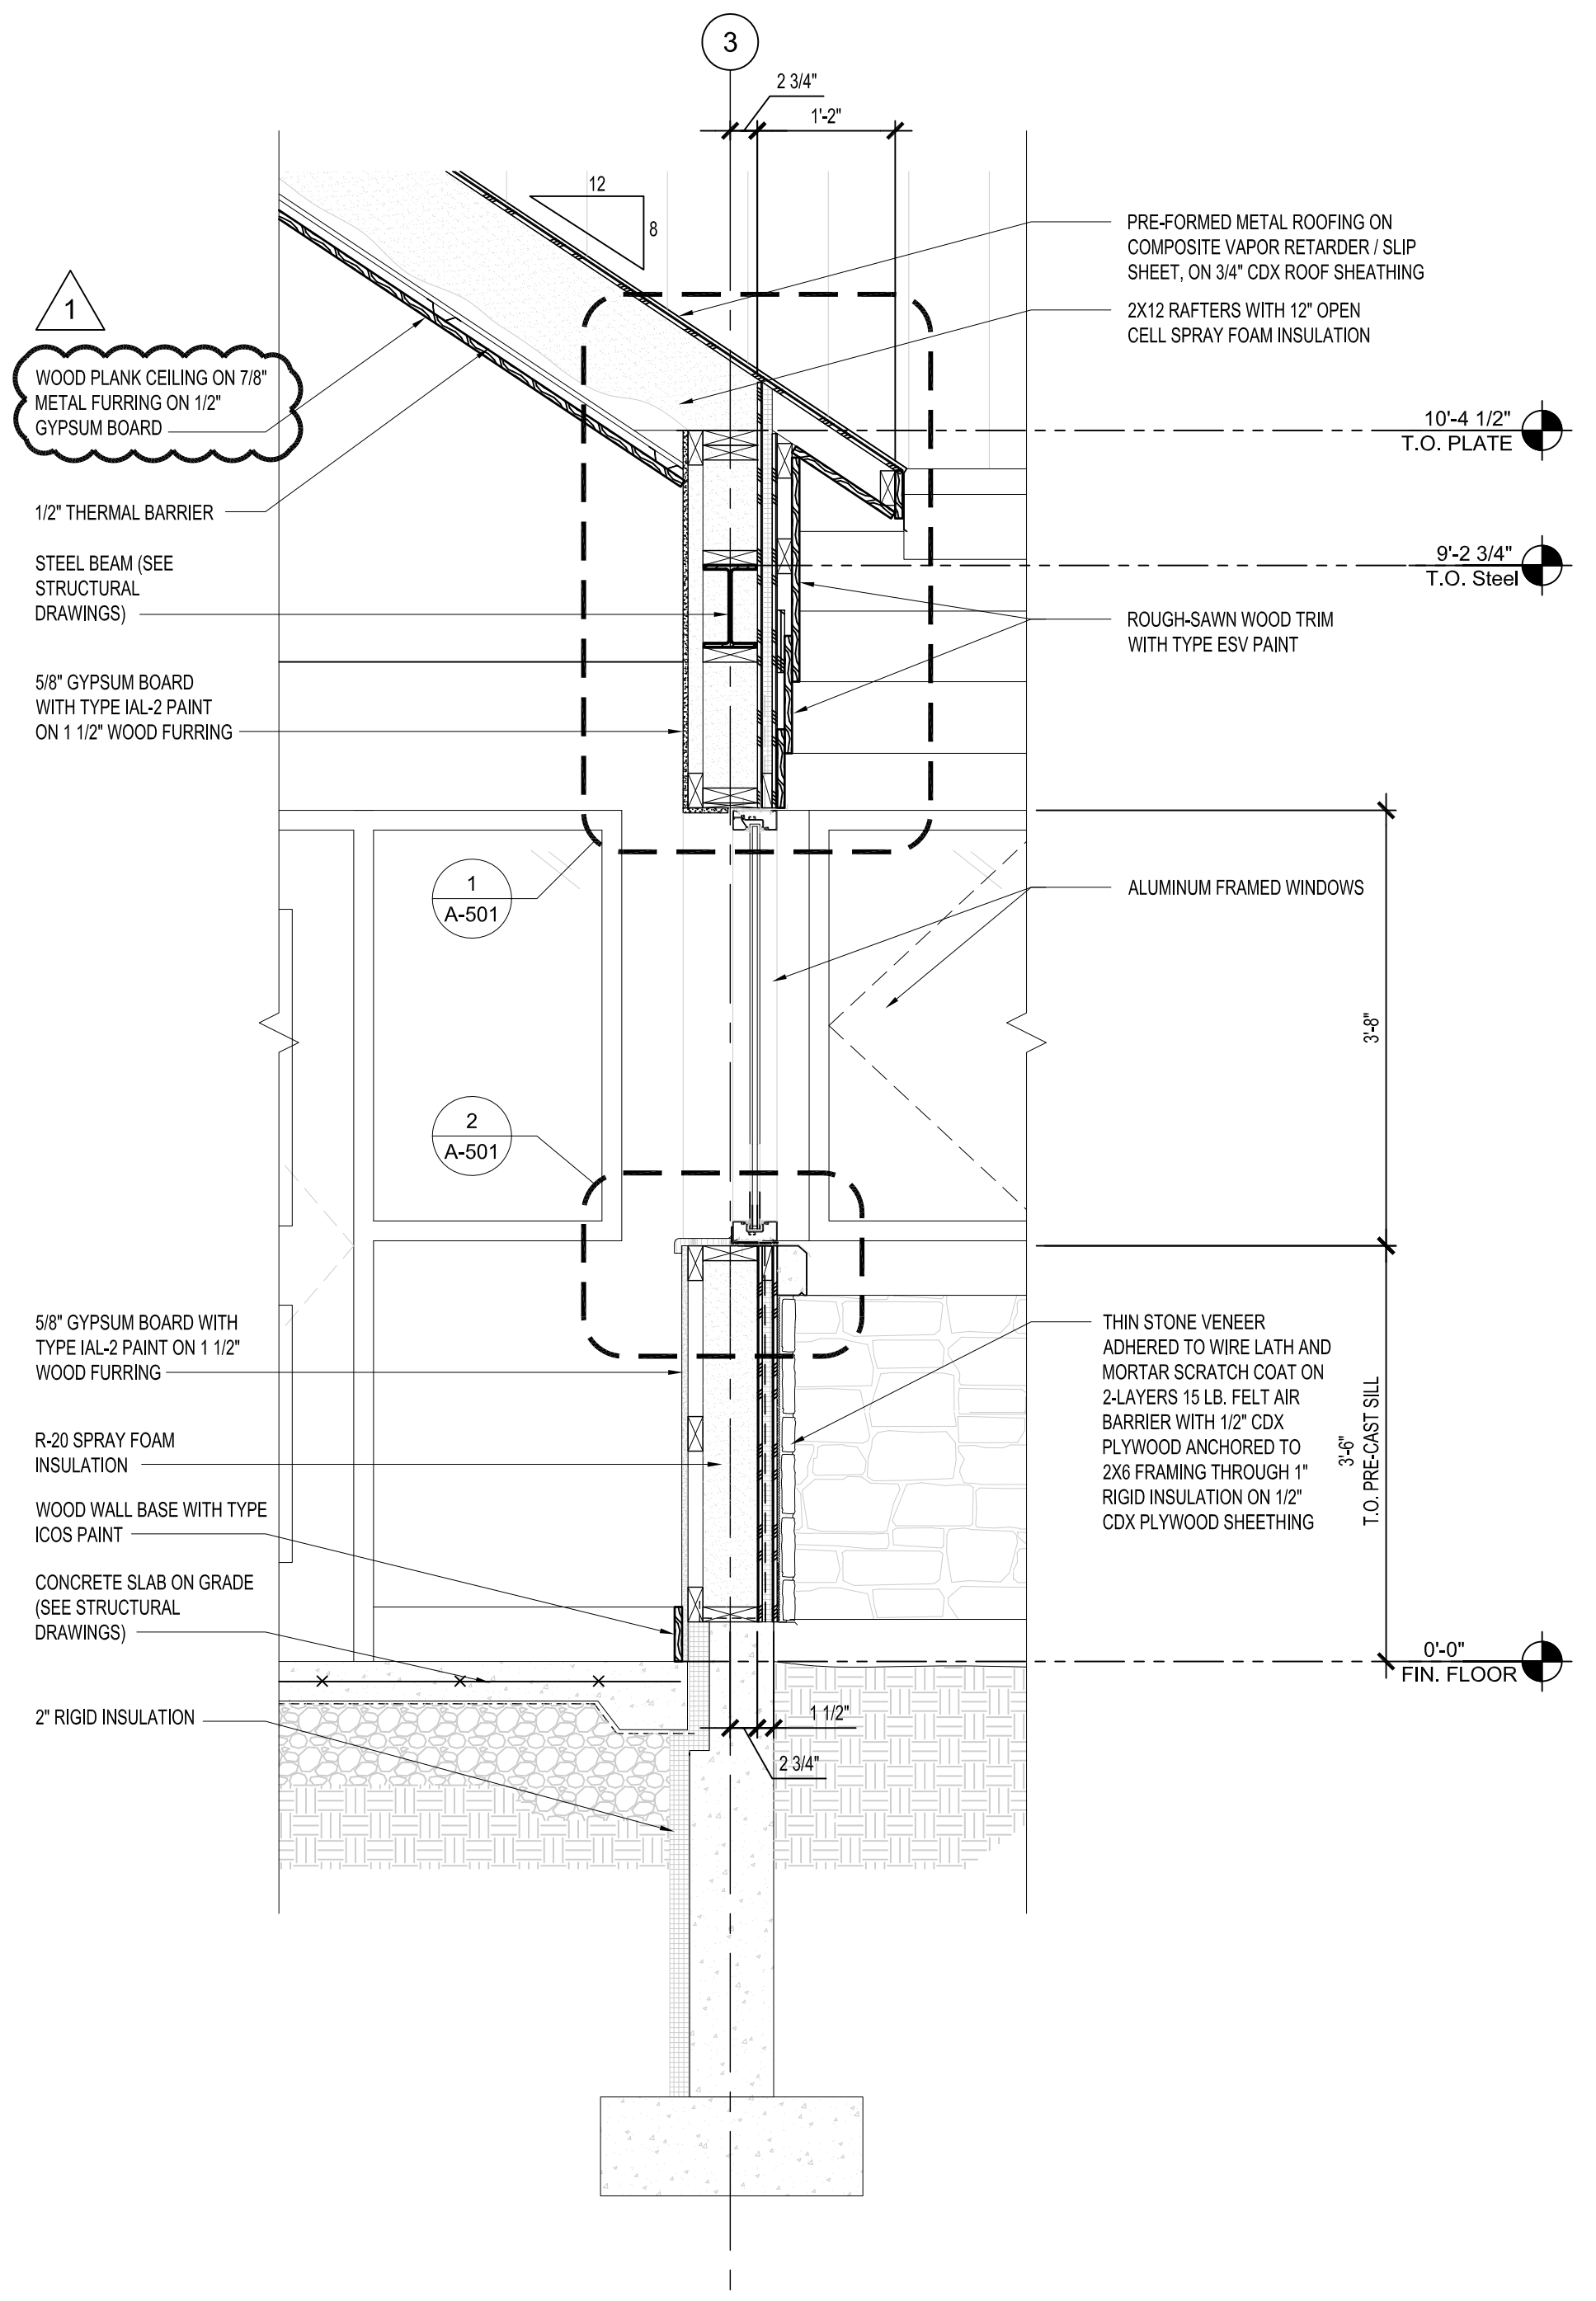 3
2 3/4"
1'-2"
12
8
PRE-FORMED METAL ROOFING ON
COMPOSITE VAPOR RETARDER / SLIP
SHEET, ON 3/4" CDX ROOF SHEATHING
2X12 RAFTERS WITH 12" OPEN
CELL SPRAY FOAM INSULATION
1
WOOD PLANK CEILING ON 7/8"
METAL FURRING ON 1/2"
GYPSUM BOARD
10'-4 1/2"
T.O. PLATE
1/2" THERMAL BARRIER
STEEL BEAM (SEE
STRUCTURAL
DRAWINGS)
9'-2 3/4"
T.O. Steel
ROUGH-SAWN WOOD TRIM
WITH TYPE ESV PAINT
5/8" GYPSUM BOARD
WITH TYPE IAL-2 PAINT
ON 1 1/2" WOOD FURRING
1
A-501
ALUMINUM FRAMED WINDOWS
3'-8"
2
A-501
5/8" GYPSUM BOARD WITH
TYPE IAL-2 PAINT ON 1 1/2"
WOOD FURRING
THIN STONE VENEER
ADHERED TO WIRE LATH AND
MORTAR SCRATCH COAT ON
2-LAYERS 15 LB. FELT AIR
BARRIER WITH 1/2" CDX
PLYWOOD ANCHORED TO
2X6 FRAMING THROUGH 1"
RIGID INSULATION ON 1/2"
CDX PLYWOOD SHEETHING
3'-6"
T.O. PRE-CAST SILL
R-20 SPRAY FOAM
INSULATION
WOOD WALL BASE WITH TYPE
ICOS PAINT
CONCRETE SLAB ON GRADE
(SEE STRUCTURAL
DRAWINGS)
0'-0"
FIN. FLOOR
2" RIGID INSULATION
1 1/2"
2 3/4"